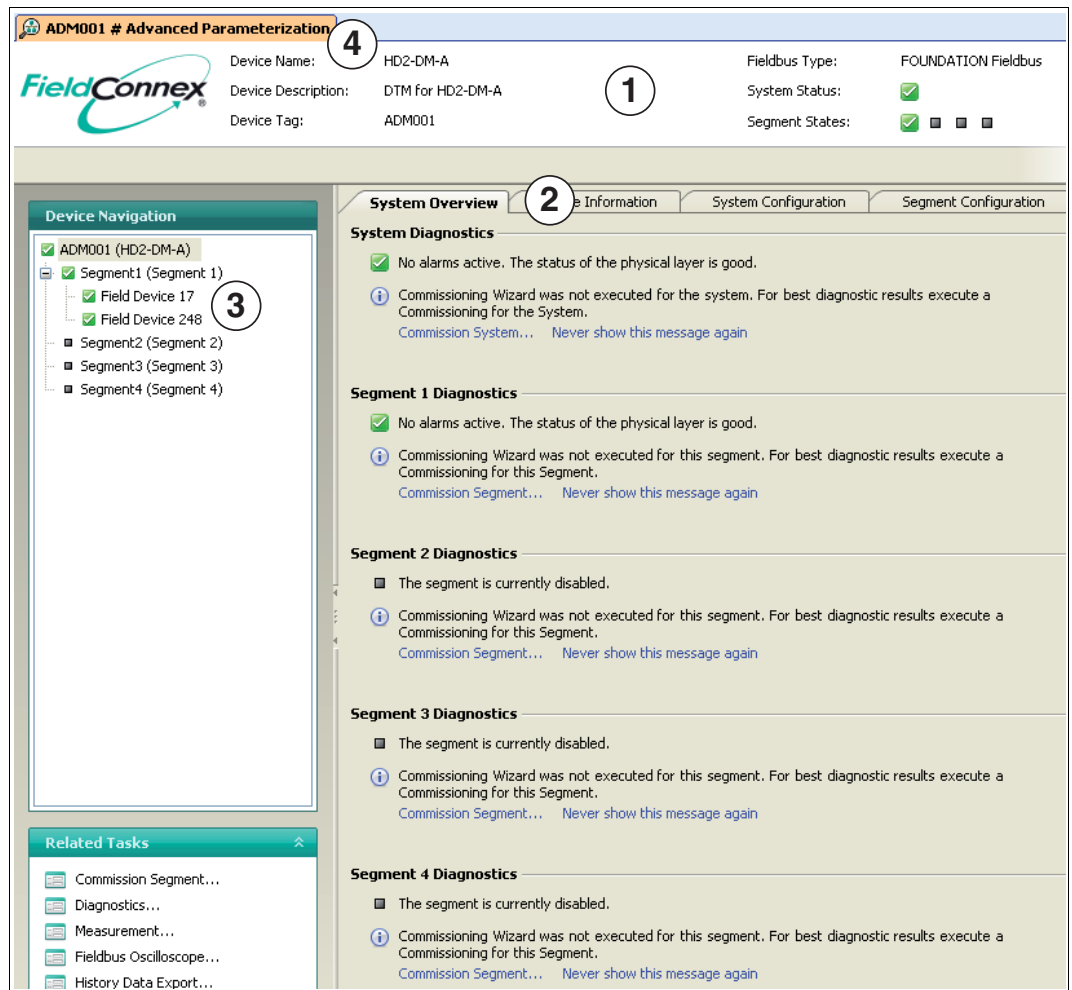 ADM001 # Advanced Parameterization
4
FieldConnex®
Device Name: HD2-DM-A
Device Description: DTM for HD2-DM-A
Device Tag: ADM001
1
Fieldbus Type: FOUNDATION Fieldbus
System Status:
Segment States:
Device Navigation
ADM001 (HD2-DM-A)
Segment1 (Segment 1)
Field Device 17
Field Device 248
3
Segment2 (Segment 2)
Segment3 (Segment 3)
Segment4 (Segment 4)
Related Tasks
Commission Segment...
Diagnostics...
Measurement...
Fieldbus Oscilloscope...
History Data Export...
System Overview 2 Information System Configuration Segment Configuration
System Diagnostics
No alarms active. The status of the physical layer is good.
Commissioning Wizard was not executed for the system. For best diagnostic results execute a
Commissioning for the System.
Commission System... Never show this message again
Segment 1 Diagnostics
No alarms active. The status of the physical layer is good.
Commissioning Wizard was not executed for this segment. For best diagnostic results execute a
Commissioning for this Segment.
Commission Segment... Never show this message again
Segment 2 Diagnostics
The segment is currently disabled.
Commissioning Wizard was not executed for this segment. For best diagnostic results execute a
Commissioning for this Segment.
Commission Segment... Never show this message again
Segment 3 Diagnostics
The segment is currently disabled.
Commissioning Wizard was not executed for this segment. For best diagnostic results execute a
Commissioning for this Segment.
Commission Segment... Never show this message again
Segment 4 Diagnostics
The segment is currently disabled.
Commissioning Wizard was not executed for this segment. For best diagnostic results execute a
Commissioning for this Segment.
Commission Segment... Never show this message again